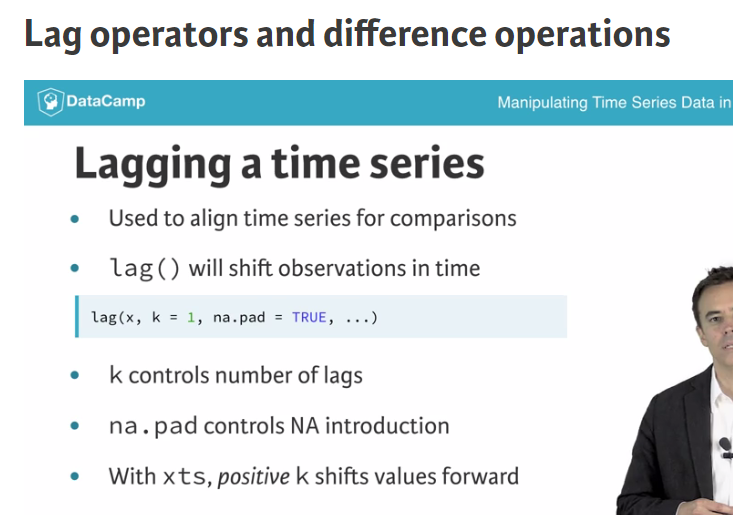 Lag operators and difference operations
DataCamp
Manipulating Time Series Data in
Lagging a time series
• Used to align time series for comparisons
• lag() will shift observations in time
lag(x, k = 1, na.pad = TRUE, ...)
• k controls number of lags
• na.pad controls NA introduction
• With xts, positive k shifts values forward